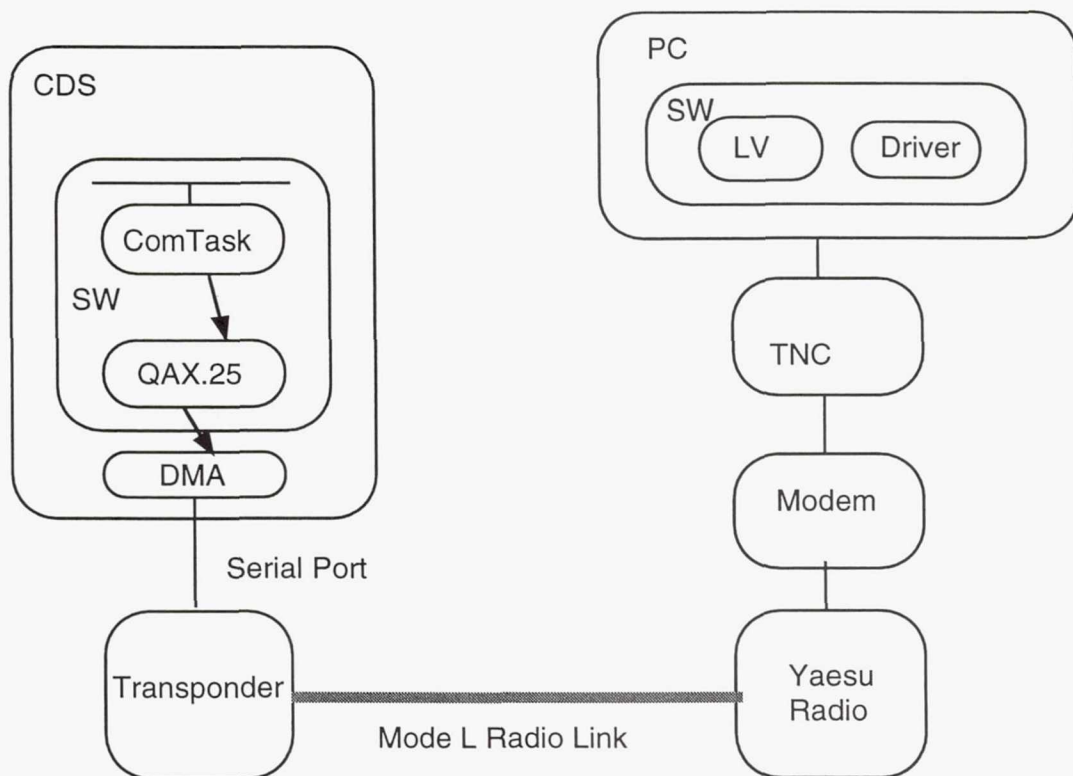 CDS
SW
ComTask
QAX.25
DMA
Serial Port
Transponder
Mode L Radio Link
PC
SW
LV
Driver
TNC
Modem
Yaesu
Radio